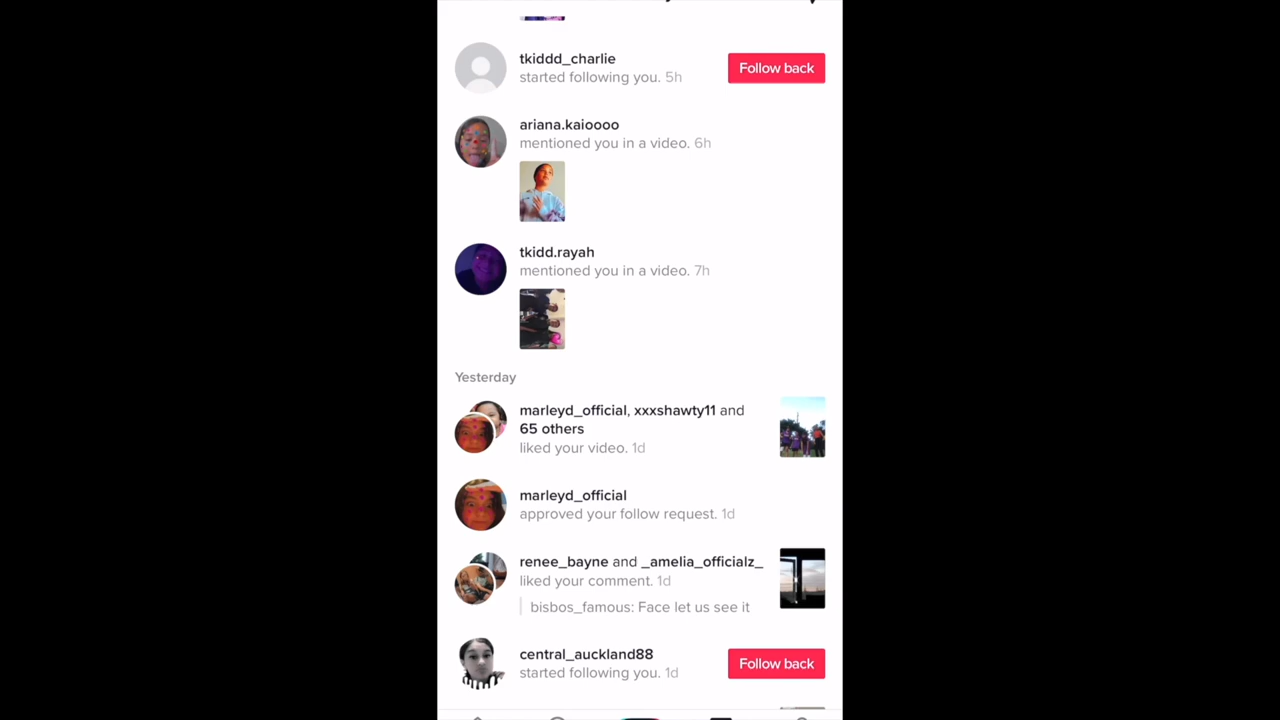 tkiddd_charlie
started following you. 5h
Follow back
ariana.kaioooo
mentioned you in a video. 6h
tkidd.rayah
mentioned you in a video. 7h
Yesterday
marleyd_official, xxxshawty11 and
65 others
liked your video. 1d
marleyd_official
approved your follow request. 1d
renee_bayne and _amelia_officialz_
liked your comment. 1d
bisbos_famous: Face let us see it
central_auckland88
started following you. 1d
Follow back